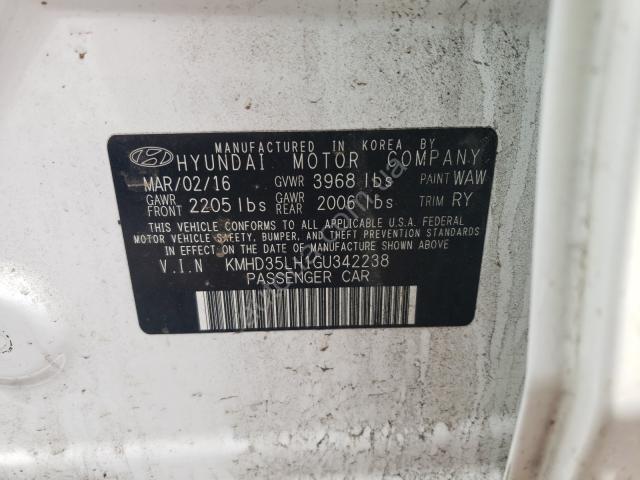 MANUFACTURED IN KOREA BY
HYUNDAI MOTOR COMPANY
MAR/02/16 GVWR 3968 lbs PAINT WAW
GAWR FRONT 2205 lbs GAWR REAR 2006 lbs TRIM RY
THIS VEHICLE CONFORMS TO ALL APPLICABLE U.S.A. FEDERAL
MOTOR VEHICLE SAFETY, BUMPER, AND THEFT PREVENTION
STANDARDS IN EFFECT ON THE DATE OF MANUFACTURE SHOWN ABOVE.
V.I.N KMHD35LH1GU342238
PASSENGER CAR